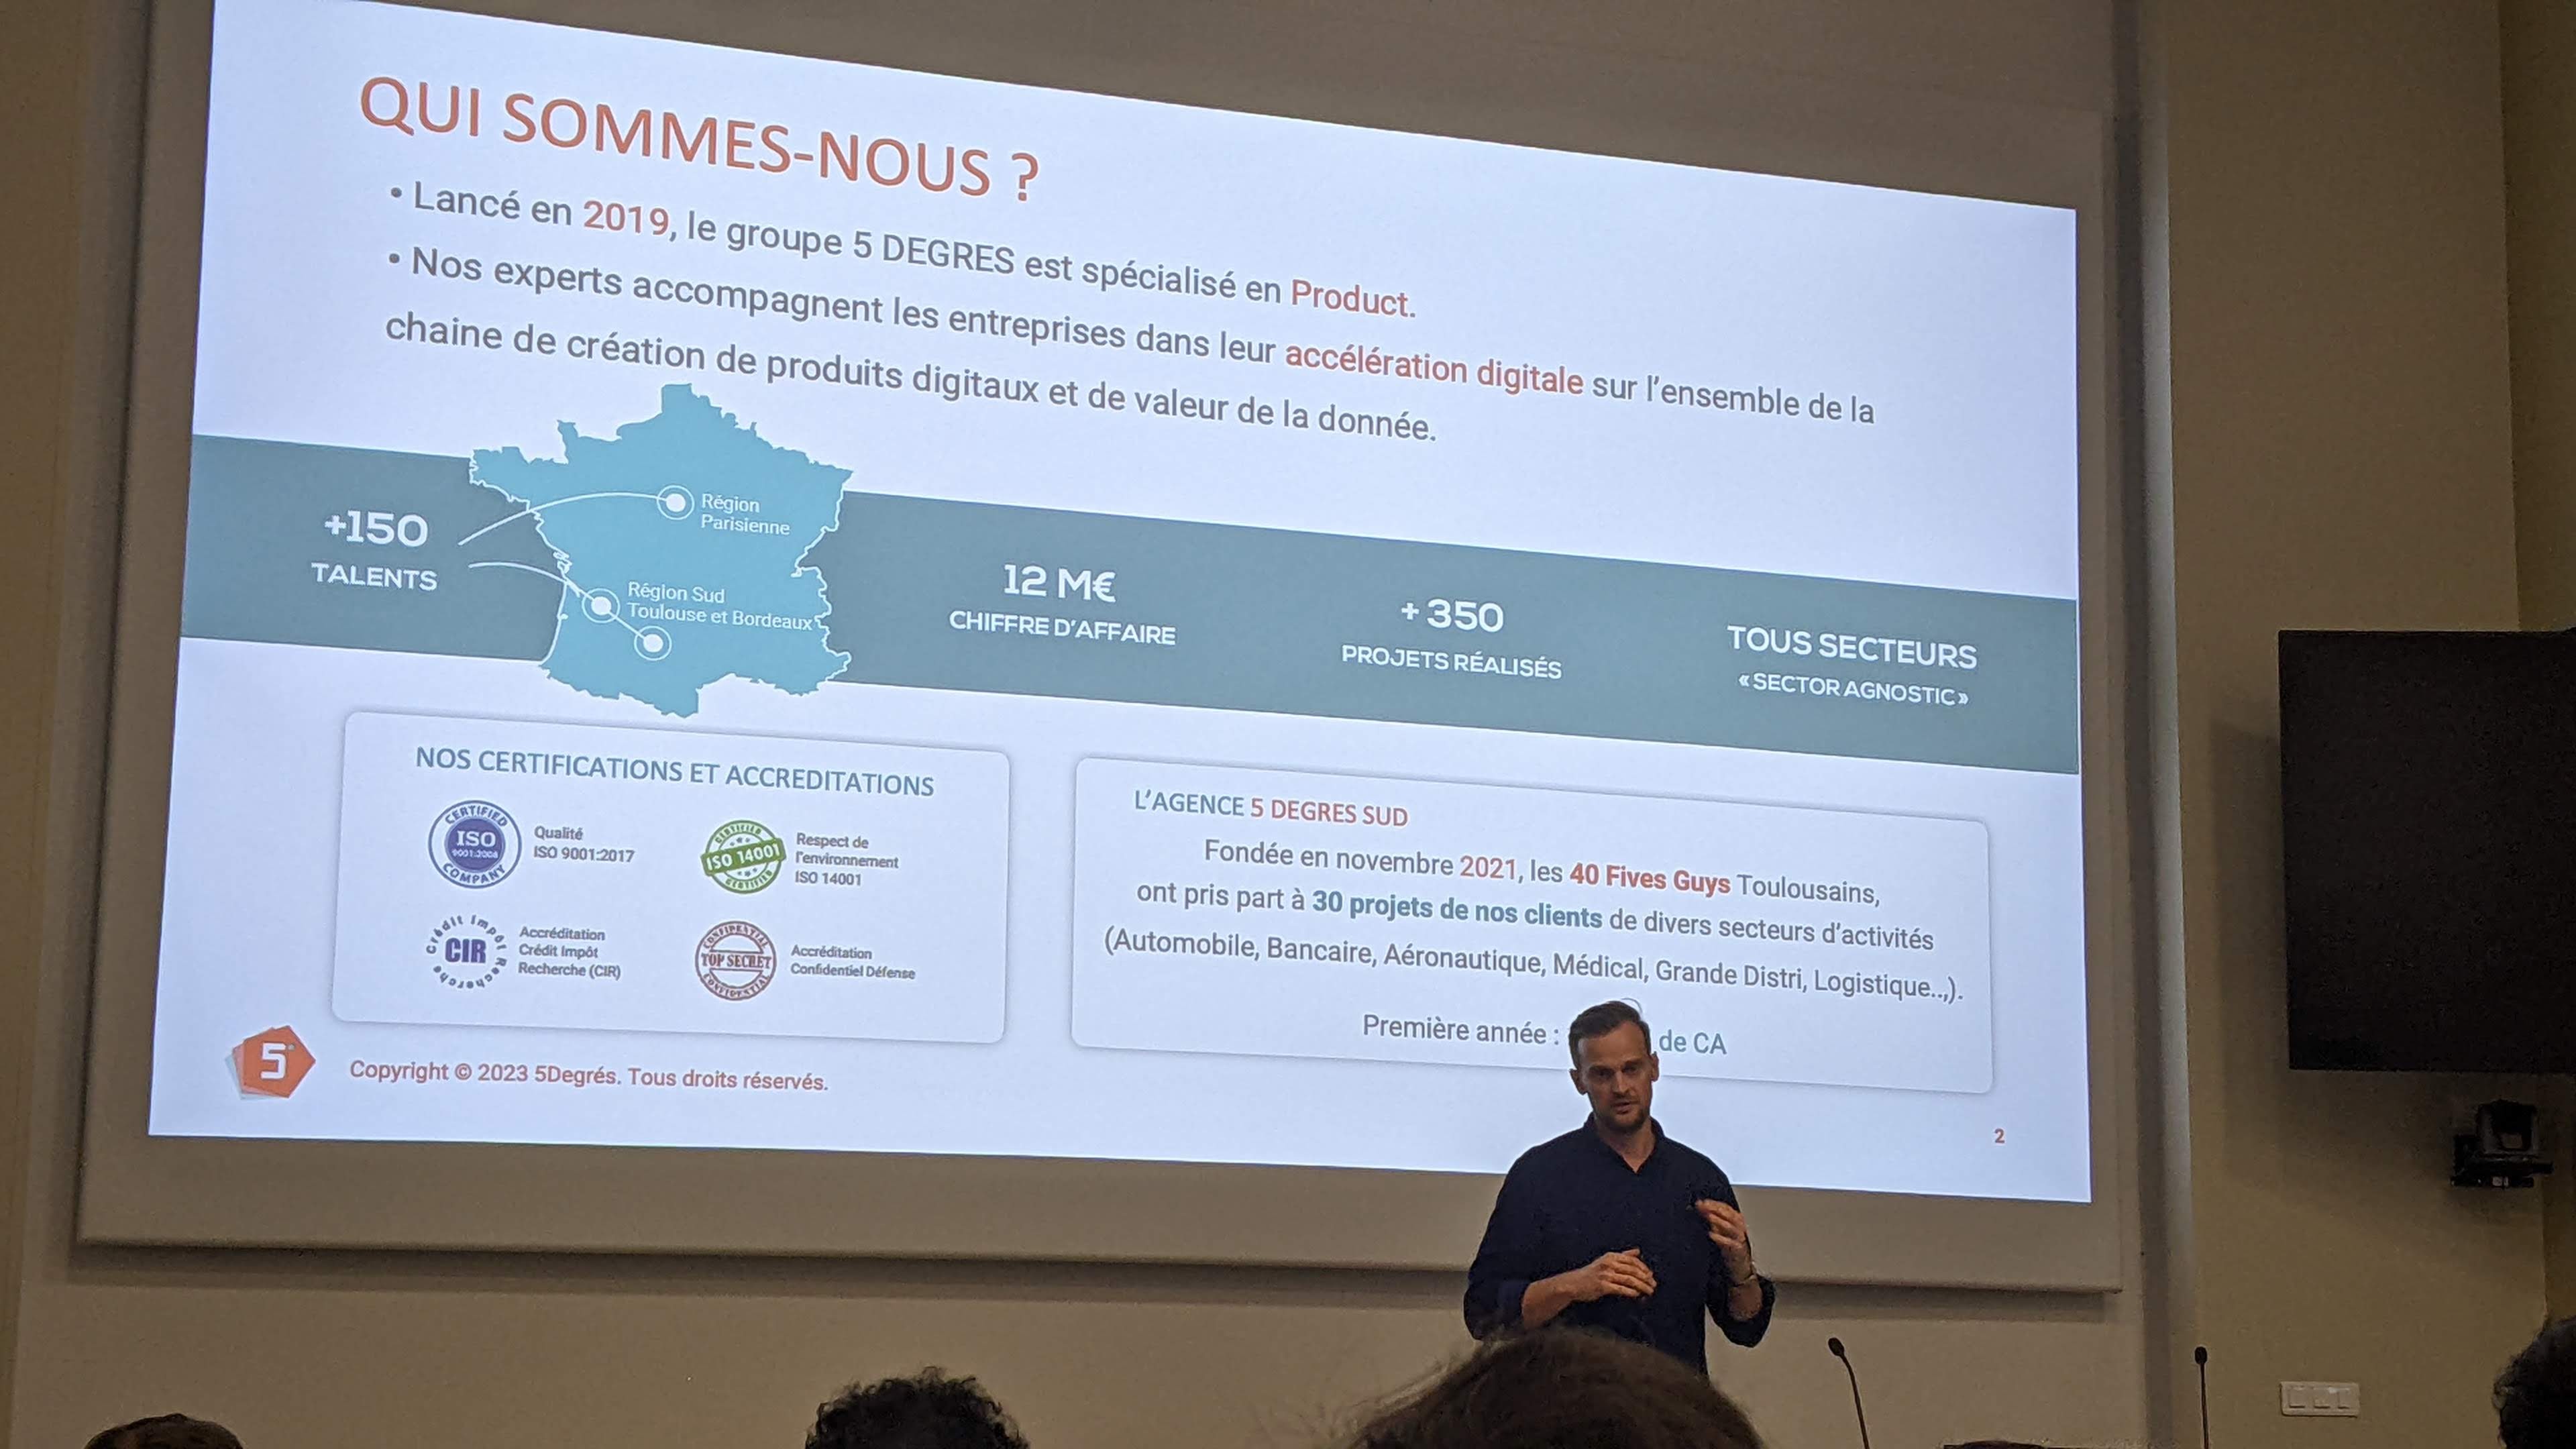 QUI SOMMES-NOUS ?
• Lancé en 2019, le groupe 5 DEGRES est spécialisé en Product.
• Nos experts accompagnent les entreprises dans leur accélération digitale sur l'ensemble de la
chaine de création de produits digitaux et de valeur de la donnée.
+150
TALENTS
Région
Parisienne
Région Sud
Toulouse et Bordeaux
12 M€
CHIFFRE D'AFFAIRE
+ 350
PROJETS RÉALISÉS
TOUS SECTEURS
« SECTOR AGNOSTIC »
NOS CERTIFICATIONS ET ACCREDITATIONS
CERTIFIED
ISO
9001:2008
COMPANY
Qualité
ISO 9001:2017
CERTIFIED
ISO 14001
CERTIFIED
Respect de
l'environnement
ISO 14001
Crédit Impôt Recherche
CIR
Accréditation
Crédit Impôt
Recherche (CIR)
CONFIDENTIAL
TOP SECRET
CONFIDENTIAL
Accréditation
Confidentiel Défense
L'AGENCE 5 DEGRES SUD
Fondée en novembre 2021, les 40 Fives Guys Toulousains,
ont pris part à 30 projets de nos clients de divers secteurs d'activités
(Automobile, Bancaire, Aéronautique, Médical, Grande Distri, Logistique..,).
Première année : de CA
5
Copyright © 2023 5Degrés. Tous droits réservés.
2